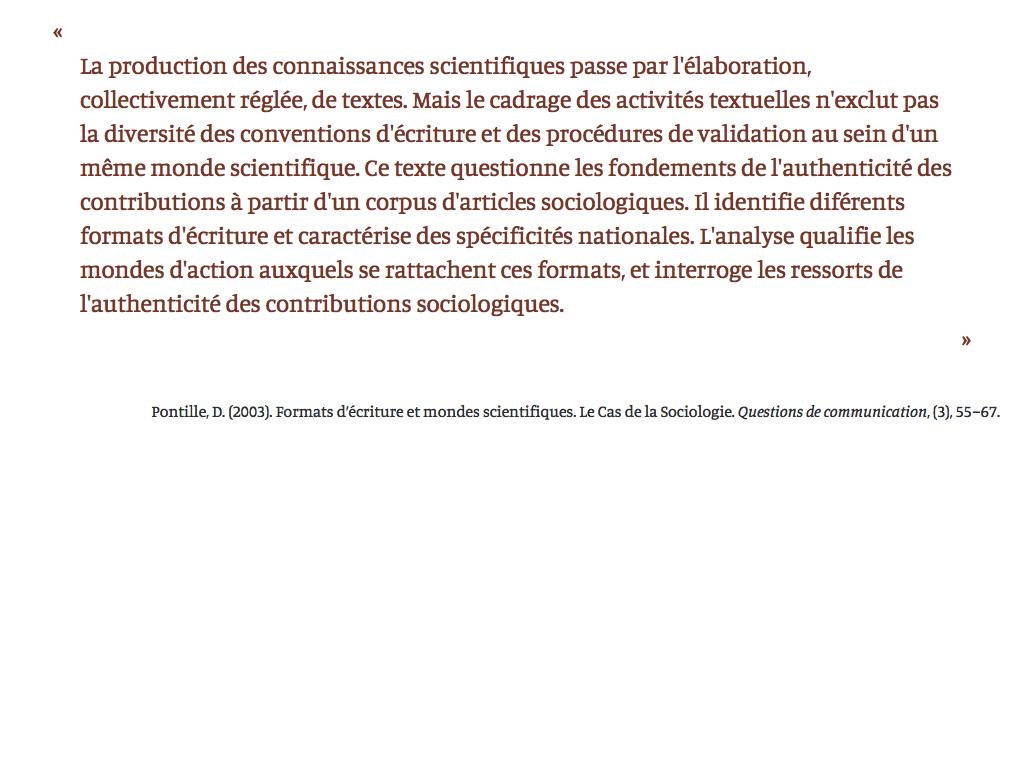 «
La production des connaissances scientifiques passe par l'élaboration,
collectivement réglée, de textes. Mais le cadrage des activités textuelles n'exclut pas
la diversité des conventions d'écriture et des procédures de validation au sein d'un
même monde scientifique. Ce texte questionne les fondements de l'authenticité des
contributions à partir d'un corpus d'articles sociologiques. Il identifie diférents
formats d'écriture et caractérise des spécificités nationales. L'analyse qualifie les
mondes d'action auxquels se rattachent ces formats, et interroge les ressorts de
l'authenticité des contributions sociologiques.
»
Pontille, D. (2003). Formats d’écriture et mondes scientifiques. Le Cas de la Sociologie. Questions de communication, (3), 55–67.